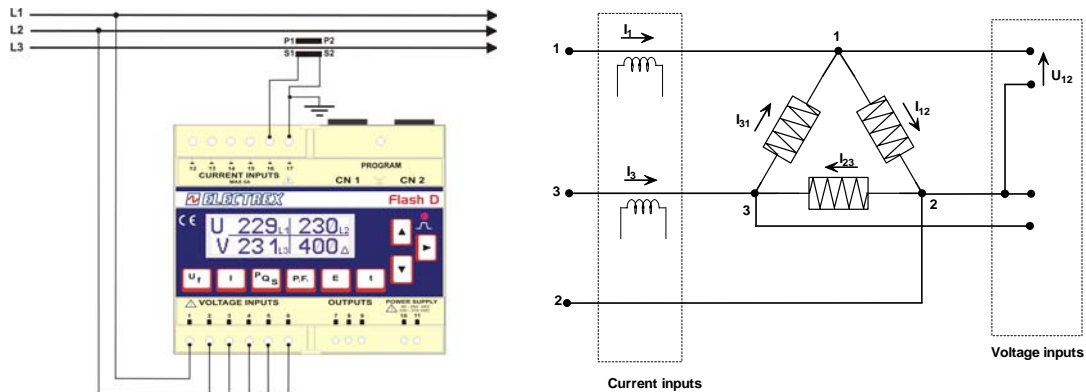 L1
L2
L3
P1 P2
S1 S2
12 13 14 15 16 17
CURRENT INPUTS
MAX 5A
PROGRAM
CN 1 CN 2
ELECTREX
Flash D
CE
U 229 L1 230 L2
V 231 L3 400 Δ
Uf I PQS P.F. E t
VOLTAGE INPUTS
OUTPUTS
POWER SUPPLY
1 2 3 4 5 6 7 8 9 10 11
I1
1
1
U12
I31
I12
I23
3
I3
3
2
2
Current inputs
Voltage inputs